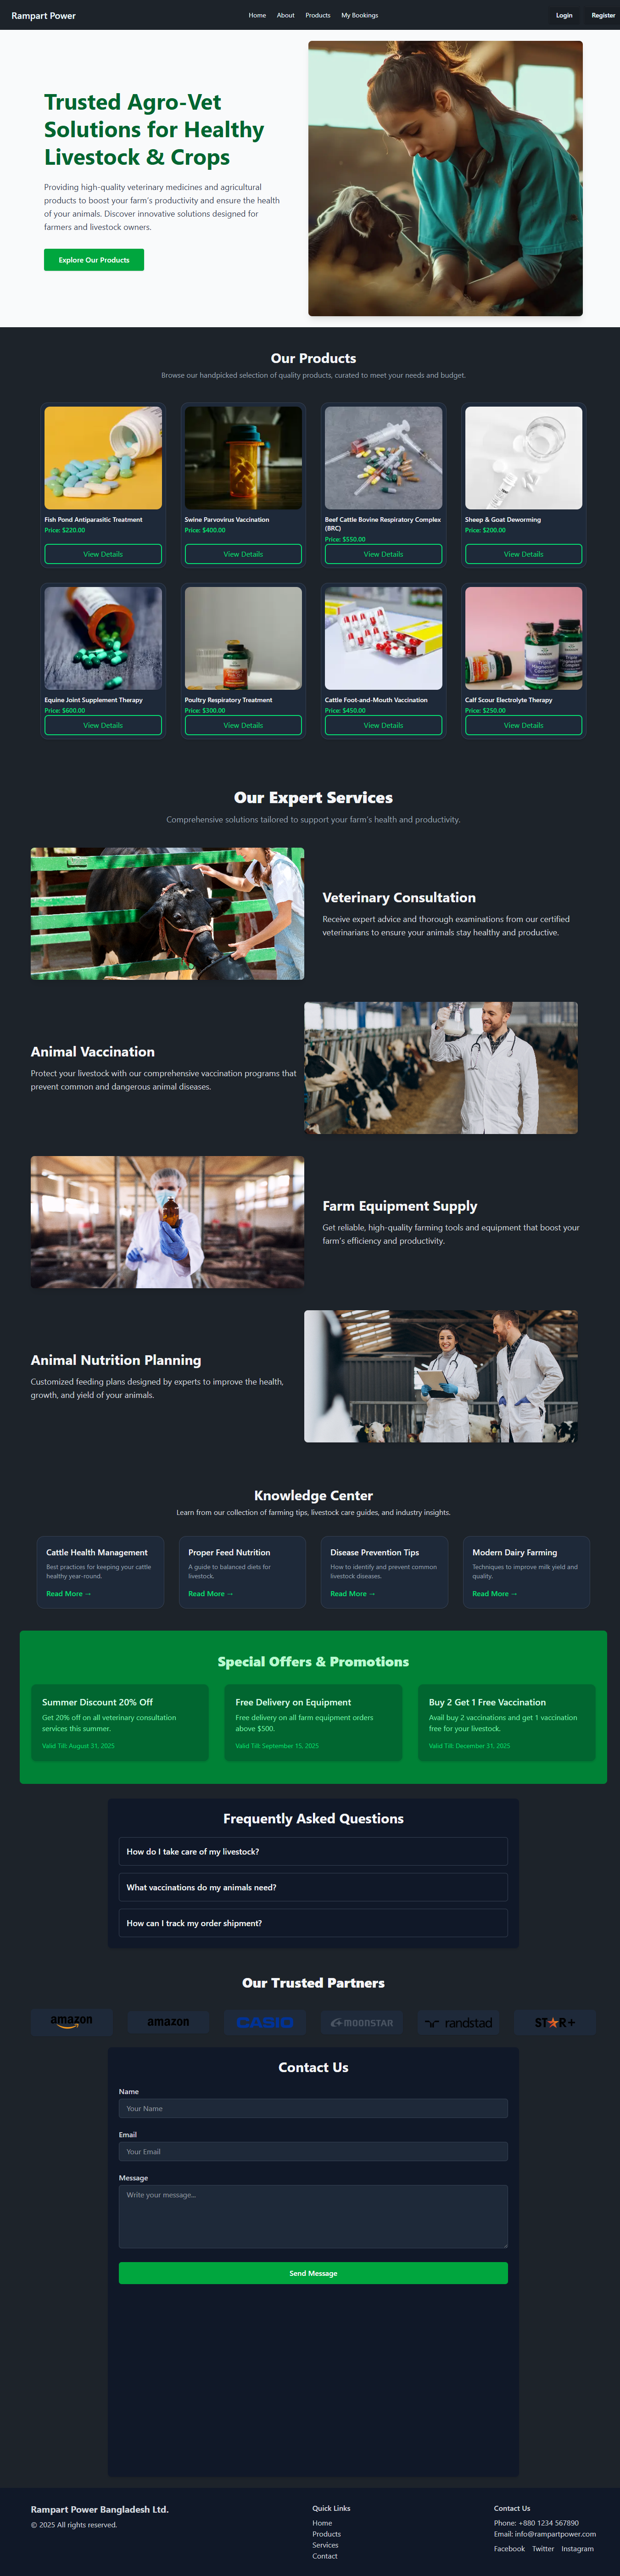 Rampart Power
Home
About
Products
My Bookings
Login
Register
Trusted Agro-Vet
Solutions for Healthy
Livestock & Crops
Providing high-quality veterinary medicines and agricultural
products to boost your farm's productivity and ensure the health
of your animals. Discover innovative solutions designed for
farmers and livestock owners.
Explore Our Products
Our Products
Browse our handpicked selection of quality products, curated to meet your needs and budget.
Fish Pond Antiparasitic Treatment
Price: $220.00
View Details
Swine Parvovirus Vaccination
Price: $400.00
View Details
Beef Cattle Bovine Respiratory Complex
(BRC)
Price: $550.00
View Details
Sheep & Goat Deworming
Price: $200.00
View Details
Equine Joint Supplement Therapy
Price: $600.00
View Details
Poultry Respiratory Treatment
Price: $300.00
View Details
Cattle Foot-and-Mouth Vaccination
Price: $450.00
View Details
Triple
Magnesium
Complex
Calf Scour Electrolyte Therapy
Price: $250.00
View Details
Our Expert Services
Comprehensive solutions tailored to support your farm's health and productivity.
Veterinary Consultation
Receive expert advice and thorough examinations from our certified
veterinarians to ensure your animals stay healthy and productive.
Animal Vaccination
Protect your livestock with our comprehensive vaccination programs that
prevent common and dangerous animal diseases.
Farm Equipment Supply
Get reliable, high-quality farming tools and equipment that boost your
farm's efficiency and productivity.
Animal Nutrition Planning
Customized feeding plans designed by experts to improve the health,
growth, and yield of your animals.
Knowledge Center
Learn from our collection of farming tips, livestock care guides, and industry insights.
Cattle Health Management
Best practices for keeping your cattle
healthy year-round.
Read More →
Proper Feed Nutrition
A guide to balanced diets for
livestock.
Read More →
Disease Prevention Tips
How to identify and prevent common
livestock diseases.
Read More →
Modern Dairy Farming
Techniques to improve milk yield and
quality.
Read More →
Special Offers & Promotions
Summer Discount 20% Off
Get 20% off on all veterinary consultation
services this summer.
Valid Till: August 31, 2025
Free Delivery on Equipment
Free delivery on all farm equipment orders
above $500.
Valid Till: September 15, 2025
Buy 2 Get 1 Free Vaccination
Avail buy 2 vaccinations and get 1 vaccination
free for your livestock.
Valid Till: December 31, 2025
Frequently Asked Questions
How do I take care of my livestock?
What vaccinations do my animals need?
How can I track my order shipment?
Our Trusted Partners
amazon
amazon
CASIO
MOONSTAR
randstad
ST★R+
Contact Us
Name
Your Name
Email
Your Email
Message
Write your message...
Send Message
Rampart Power Bangladesh Ltd.
© 2025 All rights reserved.
Quick Links
Home
Products
Services
Contact
Contact Us
Phone: +880 1234 567890
Email: info@rampartpower.com
Facebook
Twitter
Instagram